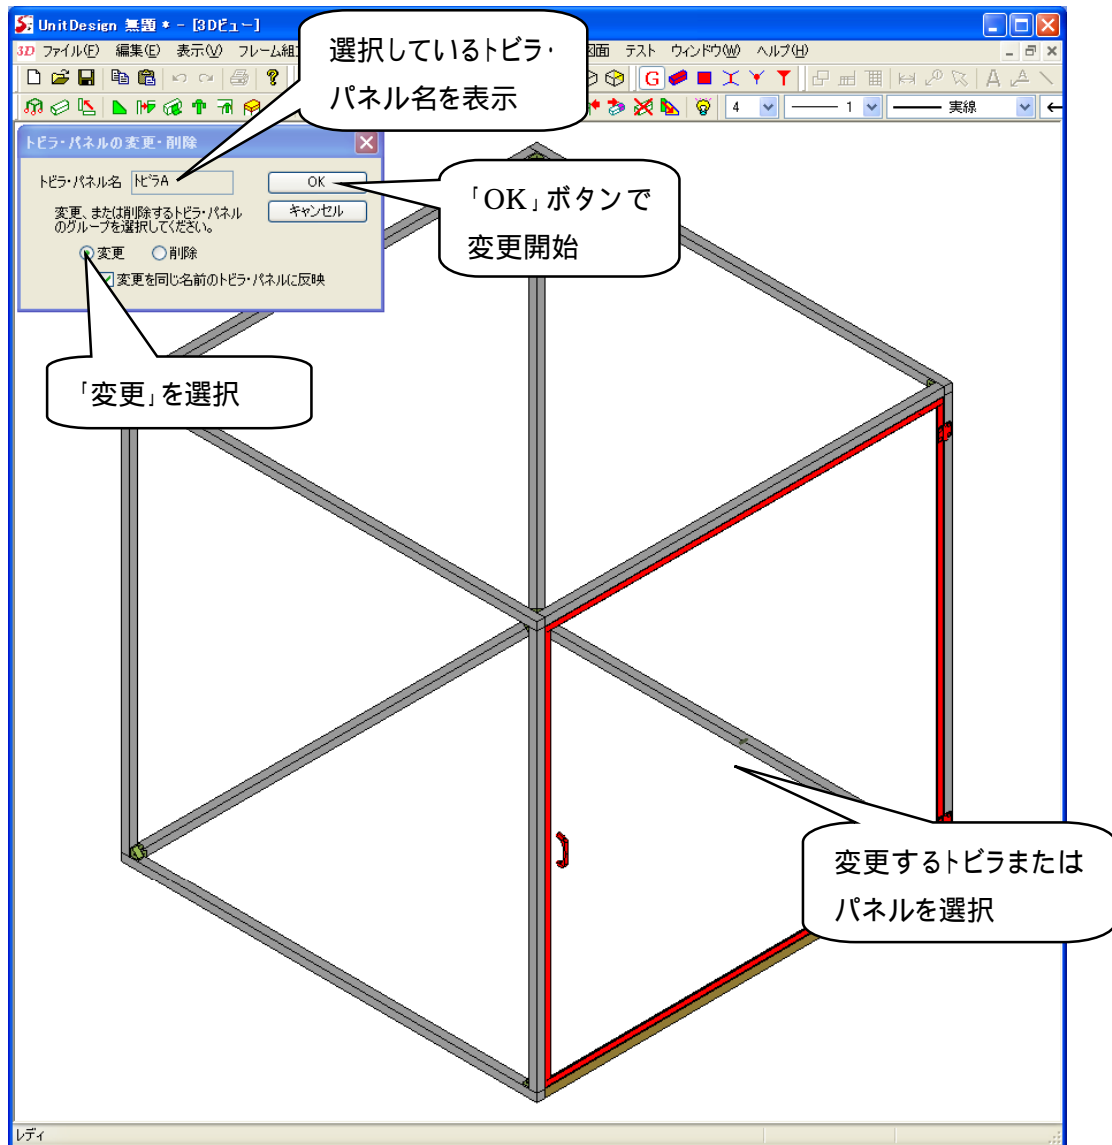 UnitDesign 無題 * - [3Dビュー]
3D ファイル(F) 編集(E) 表示(V) フレーム組
図面 テスト ウィンドウ(W) ヘルプ(H)
選択しているトビラ・
パネル名を表示
G
4
1
実線
トビラ・パネルの変更・削除
トビラ・パネル名 トビラA
OK
変更、または削除するトビラ・パネル
のグループを選択してください。
キャンセル
変更 削除
変更を同じ名前のトビラ・パネルに反映
「OK」ボタンで
変更開始
「変更」を選択
変更するトビラまたは
パネルを選択
レディ